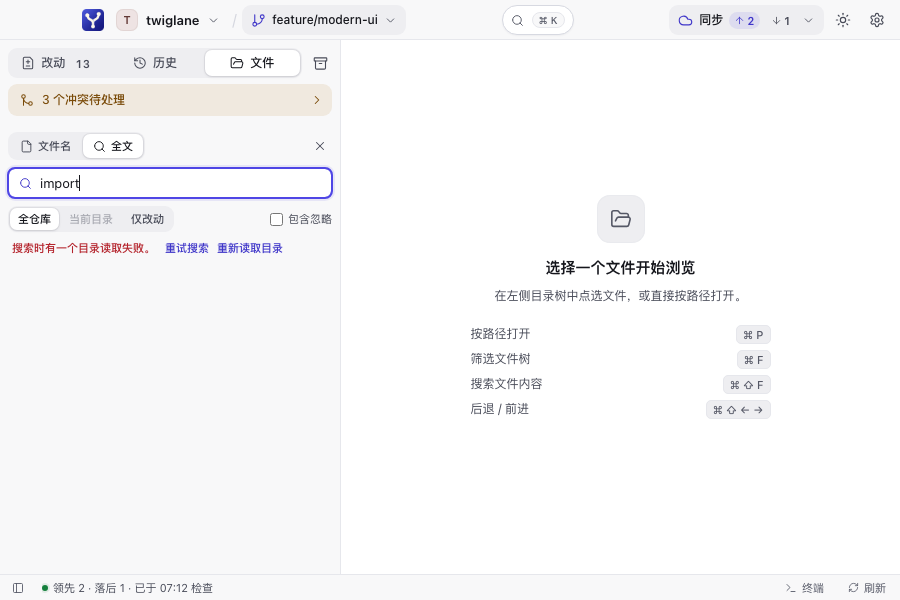 T twiglane / feature/modern-ui ⌘ K 同步 ↑ 2 ↓ 1
改动 13 历史 文件
3 个冲突待处理
文件名 全文
import
全仓库 当前目录 仅改动 包含忽略
搜索时有一个目录读取失败。 重试搜索 重新读取目录
选择一个文件开始浏览
在左侧目录树中点选文件，或直接按路径打开。
按路径打开 ⌘ P
筛选文件树 ⌘ F
搜索文件内容 ⌘ ⇧ F
后退 / 前进 ⌘ ⇧ ← →
领先 2 · 落后 1 · 已于 07:12 检查 终端 刷新